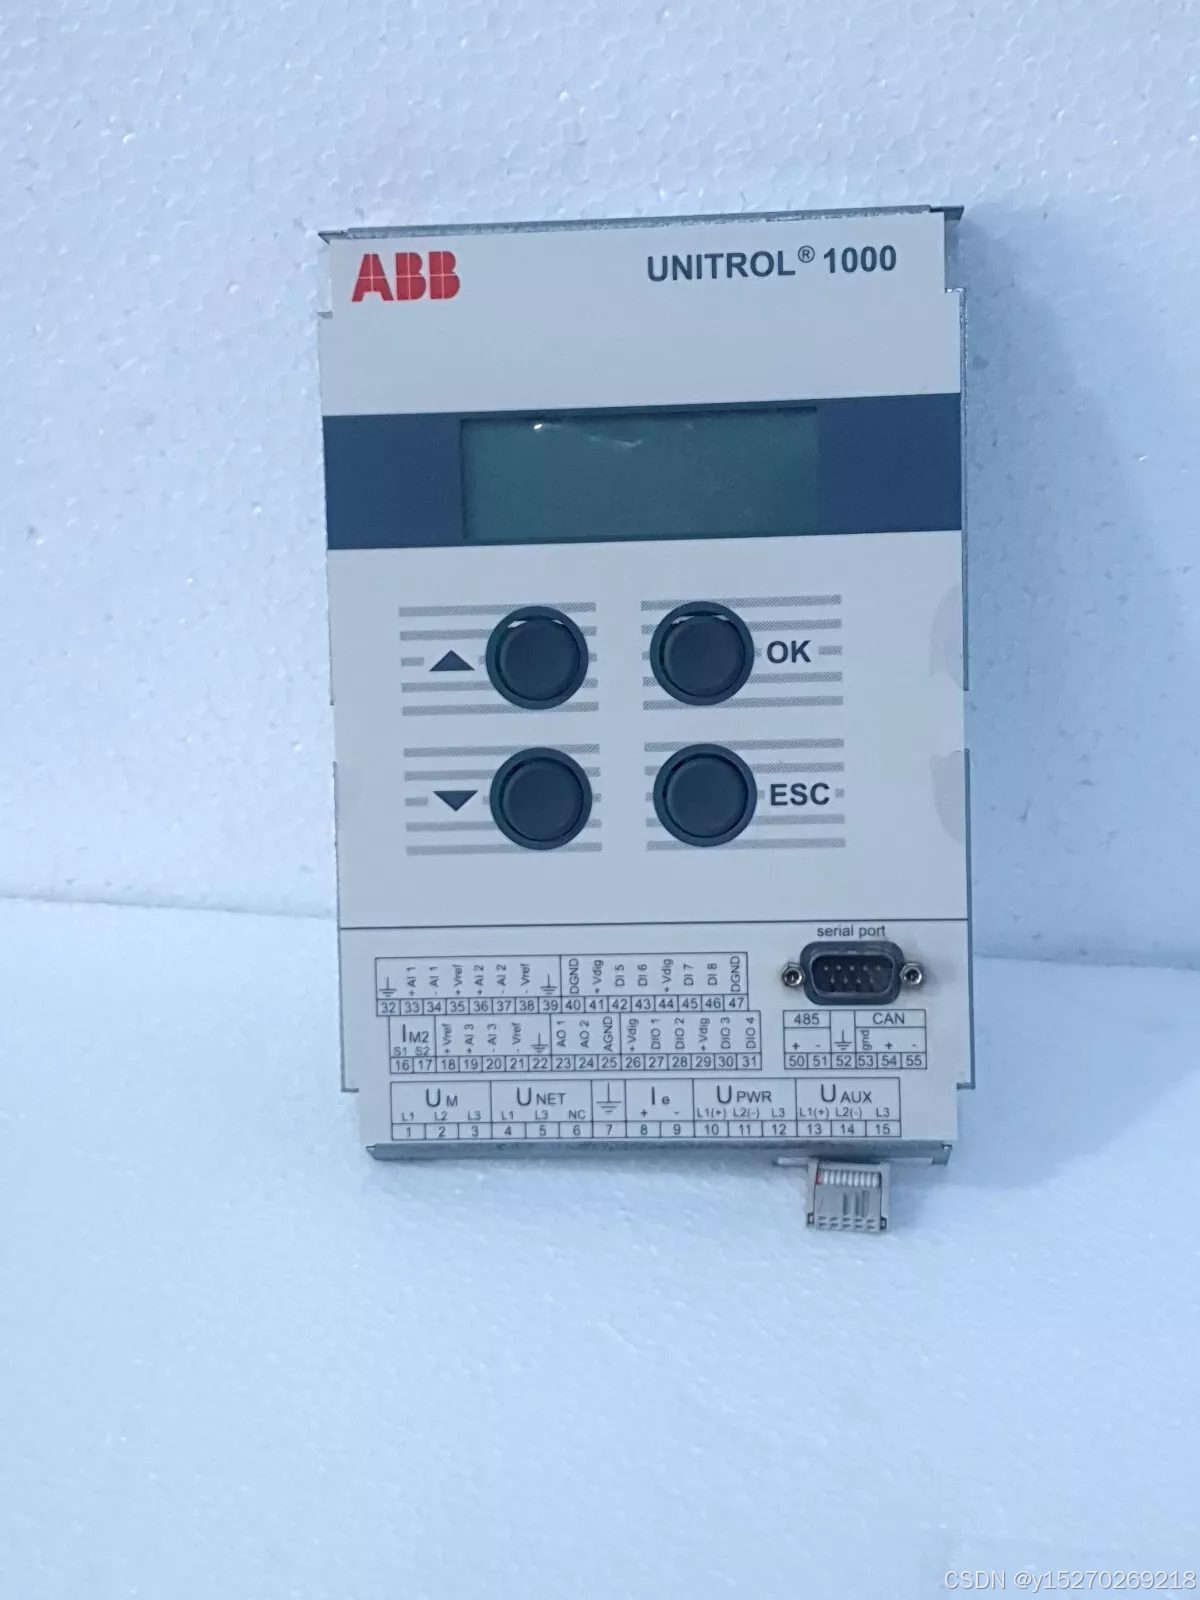 ABB
UNITROL® 1000
OK
ESC
serial port
+ AI 1 - AI 1 + Vref + AI 2 - AI 2 - Vref DGND + Vdig DI 5 DI 6 + Vdig DI 7 DI 8 DGND
32 33 34 35 36 37 38 39 40 41 42 43 44 45 46 47
IM2 + Vref + AI 3 - AI 3 - Vref AO 1 AO 2 AGND + Vdig DIO 1 DIO 2 + Vdig DIO 3 DIO 4
S1 S2
16 17 18 19 20 21 22 23 24 25 26 27 28 29 30 31
485 CAN
+ - gnd + -
50 51 52 53 54 55
UM UNET Ie UPWR UAUX
L1 L2 L3 L1 L3 NC + - L1(+) L2(-) L3 L1(+) L2(-) L3
1 2 3 4 5 6 7 8 9 10 11 12 13 14 15
CSDN @y15270269218